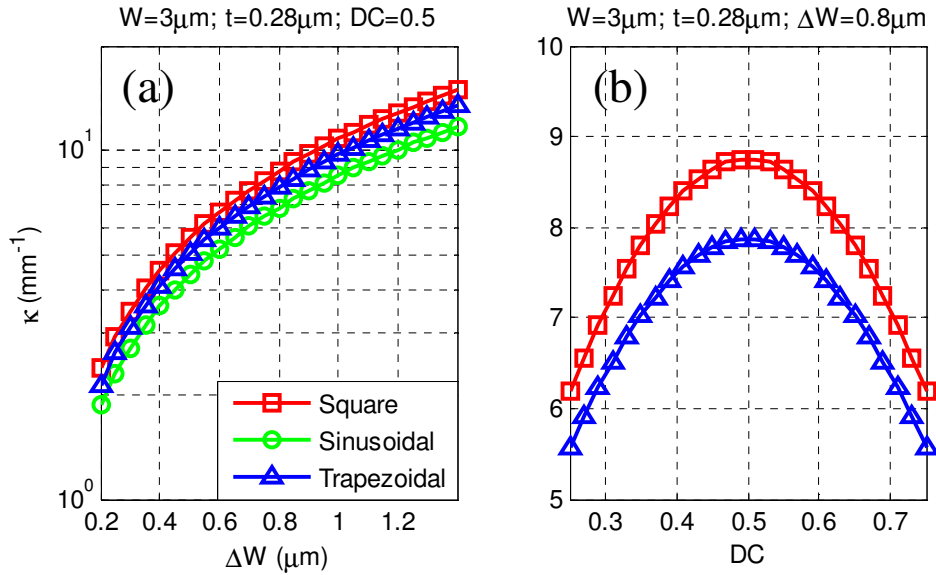 W=3μm; t=0.28μm; DC=0.5
(a)
κ (mm⁻¹)
10¹
10⁰
Square
Sinusoidal
Trapezoidal
0.2 0.4 0.6 0.8 1 1.2
ΔW (μm)
W=3μm; t=0.28μm; ΔW=0.8μm
(b)
10
9
8
7
6
5
0.3 0.4 0.5 0.6 0.7
DC